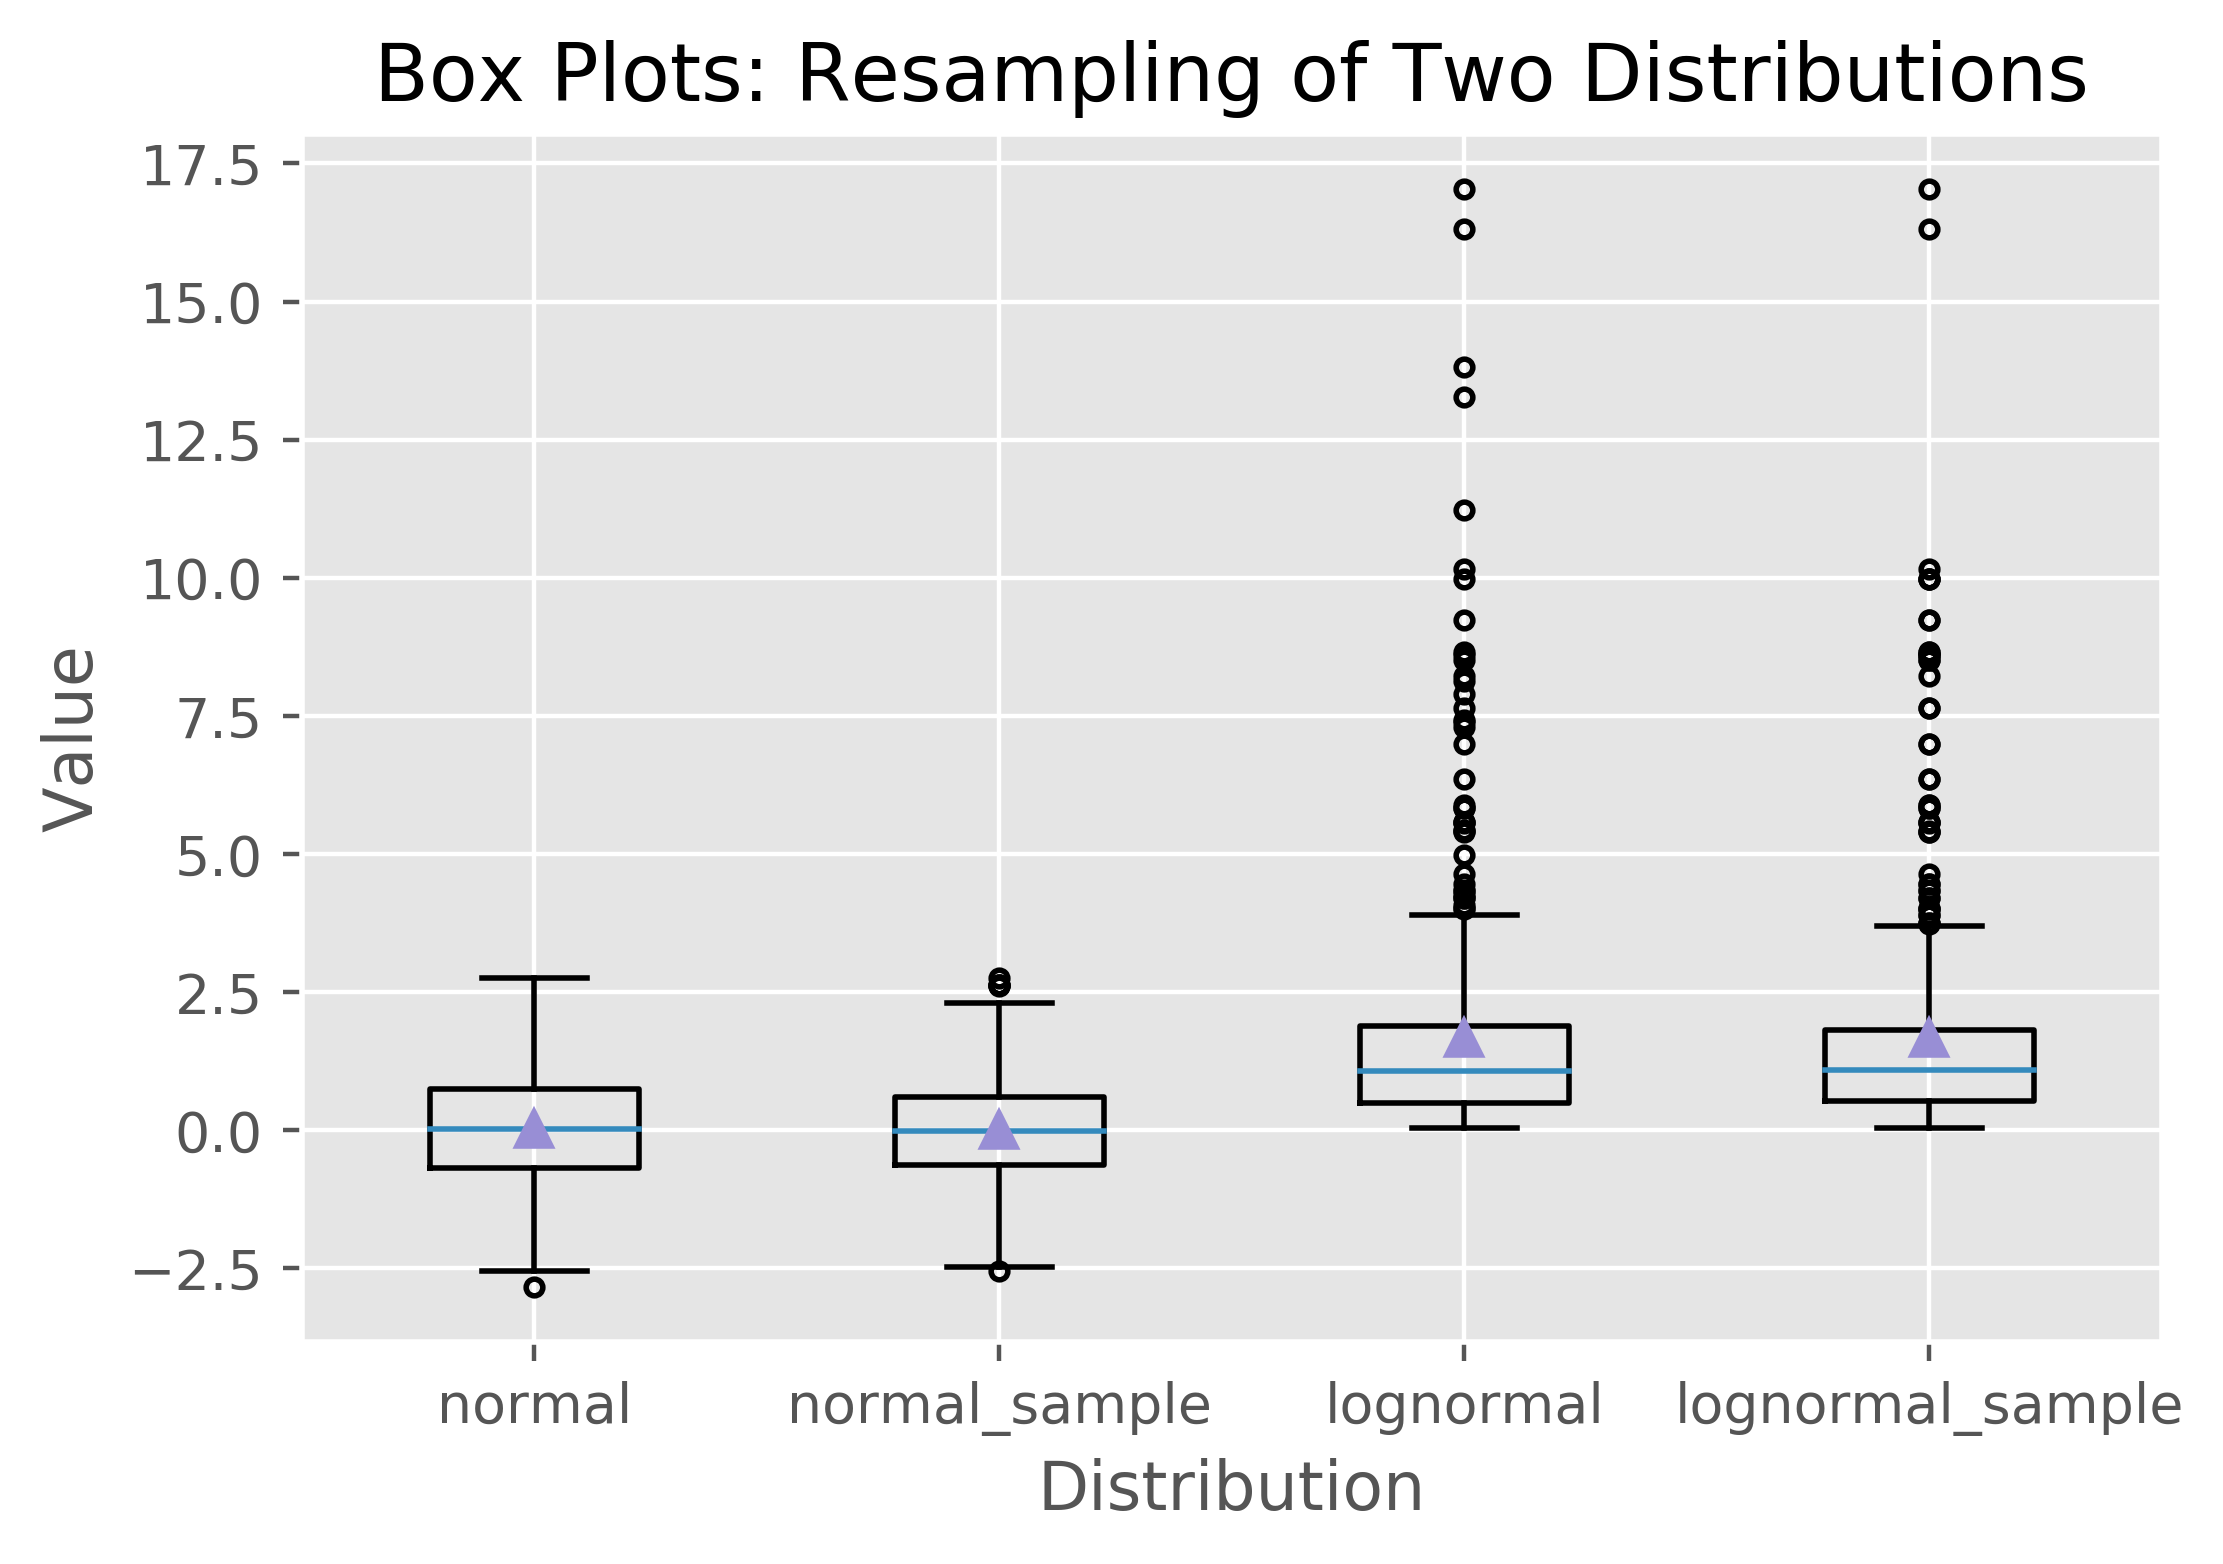 Box Plots: Resampling of Two Distributions
17.5
15.0
12.5
10.0
7.5
5.0
2.5
0.0
−2.5
Value
normal normal_sample lognormal lognormal_sample
Distribution